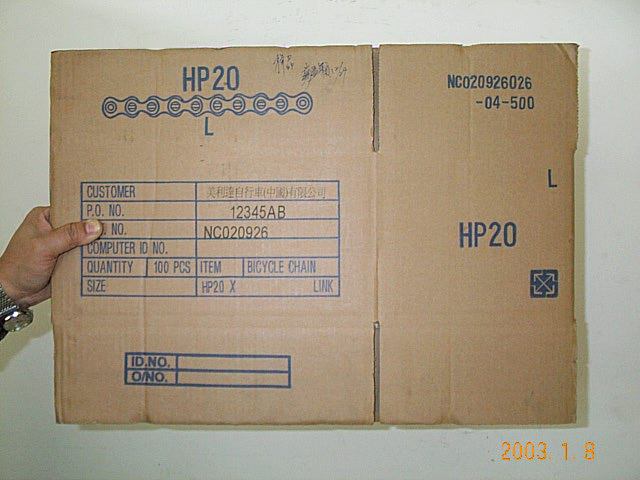 HP20
樣品
L
CUSTOMER 美利達自行車(中國)有限公司
P.O. NO. 12345AB
NO. NC020926
COMPUTER ID NO.
QUANTITY 100 PCS ITEM BICYCLE CHAIN
SIZE HP20 X LINK
ID.NO.
O/NO.
NC020926026
-04-500
L
HP20
2003. 1. 8